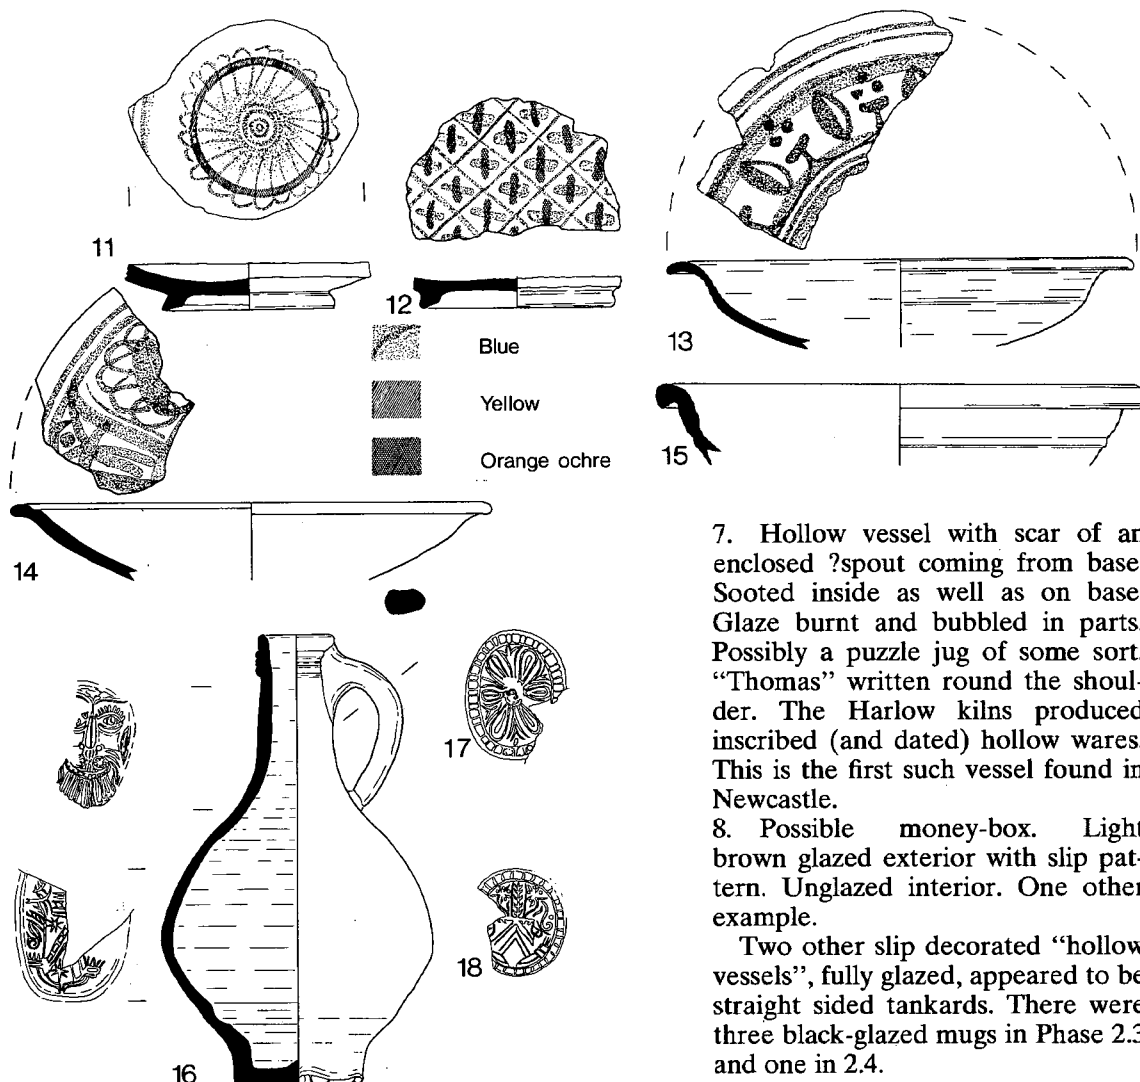 11
12
13
Blue
Yellow
Orange ochre
14
15
16
17
18
7. Hollow vessel with scar of an
enclosed ?spout coming from base
Sooted inside as well as on base
Glaze burnt and bubbled in parts.
Possibly a puzzle jug of some sort.
“Thomas” written round the shoul-
der. The Harlow kilns produced
inscribed (and dated) hollow wares.
This is the first such vessel found in
Newcastle.
8. Possible money-box. Light
brown glazed exterior with slip pat-
tern. Unglazed interior. One other
example.
Two other slip decorated “hollow
vessels”, fully glazed, appeared to be
straight sided tankards. There were
three black-glazed mugs in Phase 2.3
and one in 2.4.